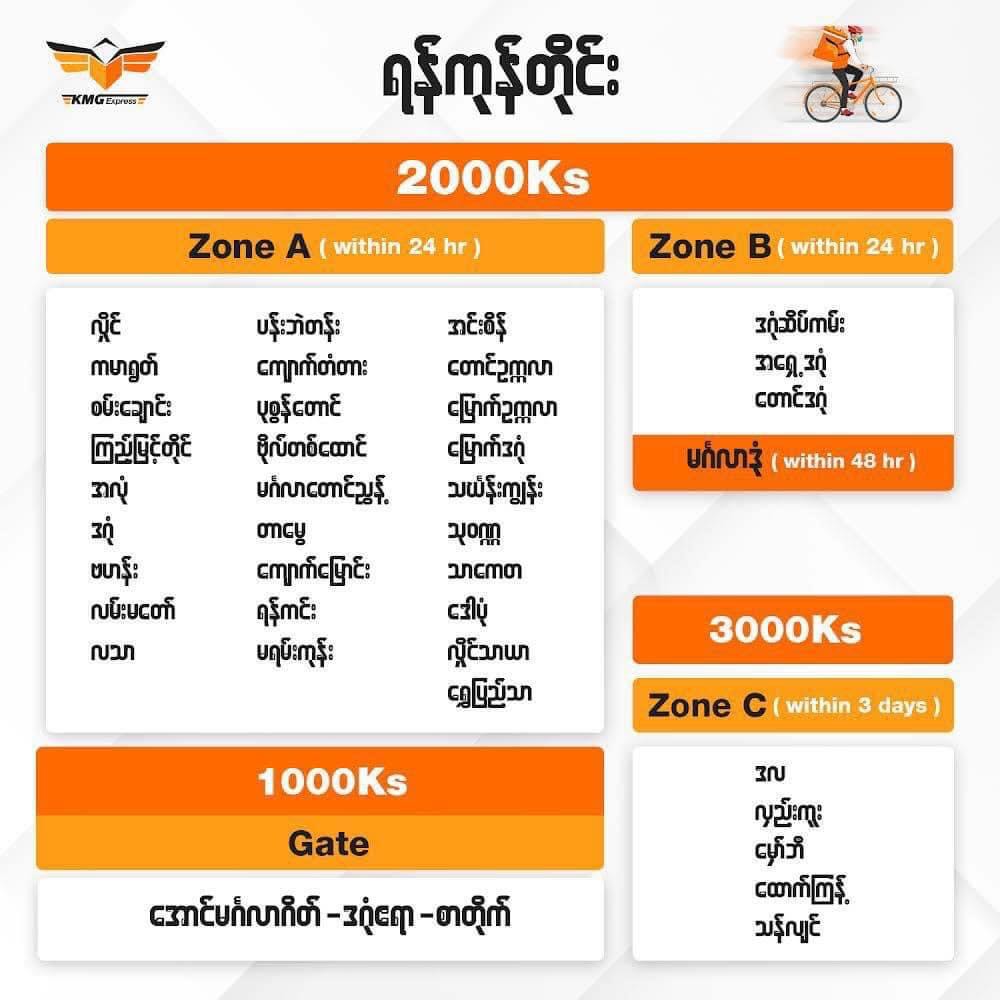 KMG Express
ရန်ကုန်တိုင်း
2000Ks
Zone A ( within 24 hr )
လှိုင်
ကမာရွတ်
စမ်းချောင်း
ကြည့်မြင့်တိုင်
အလုံ
ဒဂုံ
ဗဟန်း
လမ်းမတော်
လသာ
ပန်းဘဲတန်း
ကျောက်တံတား
ပုစွန်တောင်
ဗိုလ်တစ်ထောင်
မင်္ဂလာတောင်ညွန့်
တာမွေ
ကျောက်မြောင်း
ရန်ကင်း
မရမ်းကုန်း
အင်းစိန်
တောင်ဥက္ကလာ
မြောက်ဥက္ကလာ
မြောက်ဒဂုံ
သင်္ဃန်းကျွန်း
သုဝဏ္ဏ
သာကေတ
ဒေါပုံ
လှိုင်သာယာ
ရွှေပြည်သာ
Zone B ( within 24 hr )
ဒဂုံဆိပ်ကမ်း
အရှေ့ဒဂုံ
တောင်ဒဂုံ
မင်္ဂလာဒုံ ( within 48 hr )
3000Ks
Zone C ( within 3 days )
ဒလ
လှည်းကူး
မှော်ဘီ
ထောက်ကြန့်
သန်လျင်
1000Ks
Gate
အောင်မင်္ဂလာဂိတ် -ဒဂုံဧရာ -စာတိုက်